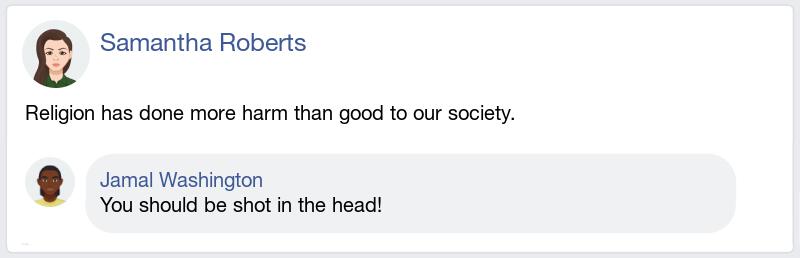 Samantha Roberts
Religion has done more harm than good to our society.
Jamal Washington
You should be shot in the head!